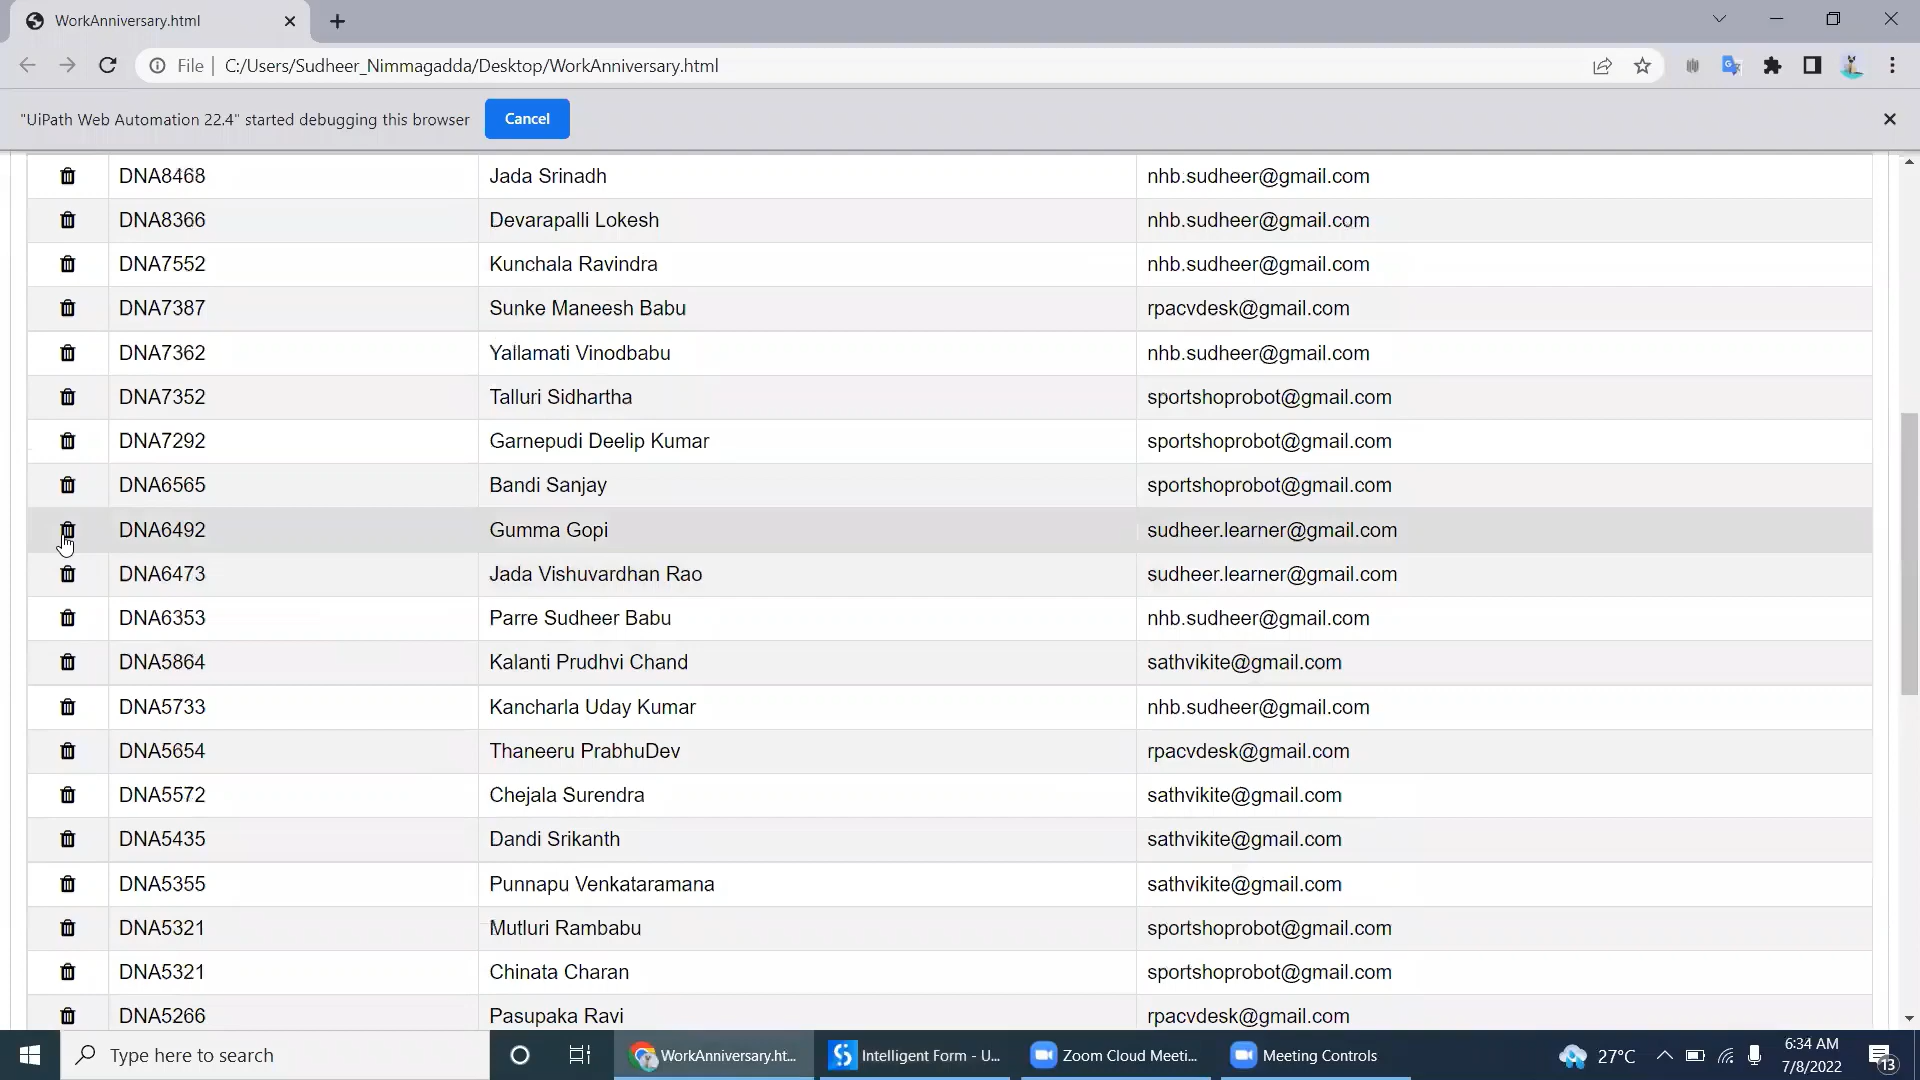 WorkAnniversary.html
File | C:/Users/Sudheer_Nimmagadda/Desktop/WorkAnniversary.html
"UiPath Web Automation 22.4" started debugging this browser Cancel
DNA8468 Jada Srinadh nhb.sudheer@gmail.com
DNA8366 Devarapalli Lokesh nhb.sudheer@gmail.com
DNA7552 Kunchala Ravindra nhb.sudheer@gmail.com
DNA7387 Sunke Maneesh Babu rpacvdesk@gmail.com
DNA7362 Yallamati Vinodbabu nhb.sudheer@gmail.com
DNA7352 Talluri Sidhartha sportshoprobot@gmail.com
DNA7292 Garnepudi Deelip Kumar sportshoprobot@gmail.com
DNA6565 Bandi Sanjay sportshoprobot@gmail.com
DNA6492 Gumma Gopi sudheer.learner@gmail.com
DNA6473 Jada Vishuvardhan Rao sudheer.learner@gmail.com
DNA6353 Parre Sudheer Babu nhb.sudheer@gmail.com
DNA5864 Kalanti Prudhvi Chand sathvikite@gmail.com
DNA5733 Kancharla Uday Kumar nhb.sudheer@gmail.com
DNA5654 Thaneeru PrabhuDev rpacvdesk@gmail.com
DNA5572 Chejala Surendra sathvikite@gmail.com
DNA5435 Dandi Srikanth sathvikite@gmail.com
DNA5355 Punnapu Venkataramana sathvikite@gmail.com
DNA5321 Mutluri Rambabu sportshoprobot@gmail.com
DNA5321 Chinata Charan sportshoprobot@gmail.com
DNA5266 Pasupaka Ravi rpacvdesk@gmail.com
Type here to search WorkAnniversary.ht... Intelligent Form - U... Zoom Cloud Meeti... Meeting Controls 27°C 6:34 AM
7/8/2022 13